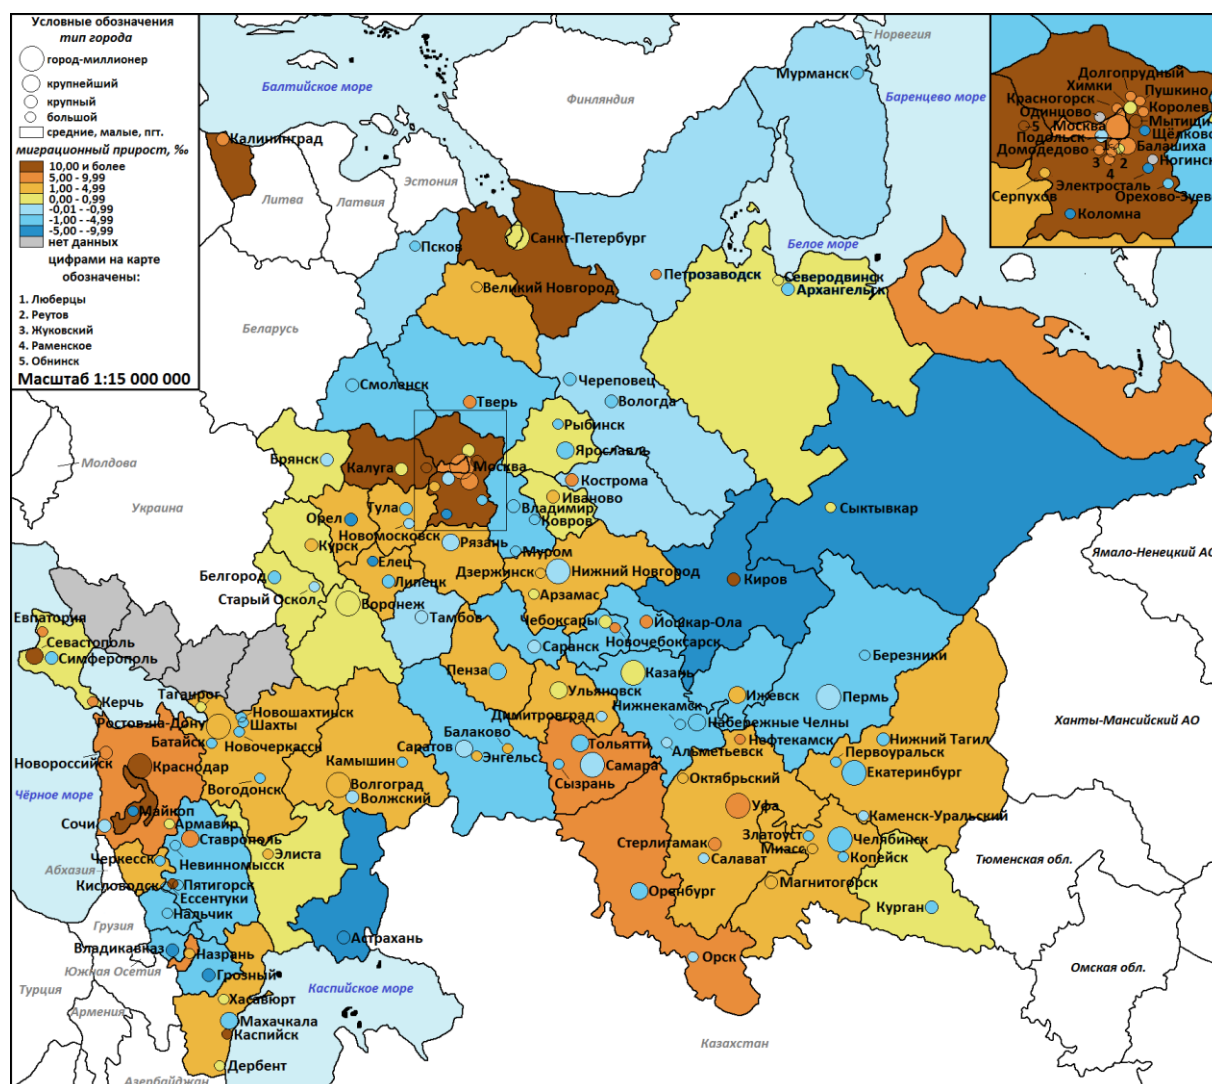 Условные обозначения
тип города
город-миллионер
крупнейший
крупный
большой
средние, малые, пгт.
миграционный прирост, ‰
10,00 и более
5,00 - 9,99
1,00 - 4,99
0,00 - 0,99
-0,01 - -0,99
-1,00 - -4,99
-5,00 - -9,99
нет данных
цифрами на карте
обозначены:
1. Люберцы
2. Реутов
3. Жуковский
4. Раменское
5. Обнинск
Масштаб 1:15 000 000
Норвегия
Мурманск
Балтийское море
Финляндия
Баренцево море
Долгопрудный
Химки
Пушкино
Красногорск
Королев
Одинцово
Мытищи
5
Москва
Щёлково
Подольск
1
Балашиха
Домодедово
3
2
Ногинск
4
Электросталь
Серпухов
Орехово-Зуев
Коломна
Калининград
Эстония
Литва
Латвия
Псков
Санкт-Петербург
Белое море
Петрозаводск
Северодвинск
Архангельск
Великий Новгород
Беларусь
Смоленск
Череповец
Тверь
Вологда
Рыбинск
Молдова
Брянск
Калуга
Москва
Ярославль
Кострома
Украина
Иваново
Тула
Владимир
Сыктывкар
Орел
Ковров
Новомосковск
Курск
Рязань
Муром
Ямало-Ненецкий АО
Елец
Белгород
Липецк
Дзержинск
Нижний Новгород
Киров
Старый Оскол
Воронеж
Арзамас
Евпатория
Тамбов
Чебоксары
Йошкар-Ола
Севастополь
Новочебоксарск
Симферополь
Саранск
Березники
Пенза
Казань
Таганрог
Керчь
Ульяновск
Ижевск
Пермь
Нижнекамск
Новошахтинск
Димитровград
Ростов-на-Дону
Шахты
Набережные Челны
Ханты-Мансийский АО
Батайск
Новочеркасск
Балаково
Саратов
Тольятти
Альметьевск
Нефтекамск
Нижний Тагил
Первоуральск
Новороссийск
Краснодар
Камышин
Энгельс
Самара
Екатеринбург
Вогодонск
Волгоград
Сызрань
Октябрьский
Чёрное море
Волжский
Майкоп
Уфа
Каменск-Уральский
Сочи
Армавир
Ставрополь
Стерлитамак
Златоуст
Челябинск
Миасс
Черкесск
Элиста
Салават
Копейск
Тюменская обл.
Абхазия
Невинномысск
Кисловодск
Пятигорск
Магнитогорск
Ессентуки
Оренбург
Курган
Нальчик
Грузия
Владикавказ
Астрахань
Назрань
Орск
Омская обл.
Южная Осетия
Грозный
Турция
Каспийское море
Хасавюрт
Армения
Махачкала
Каспийск
Казахстан
Дербент
Азербайджан